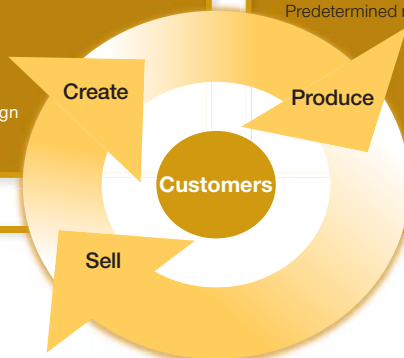 Predetermined
Create
gn
Produce
Customers
Sell